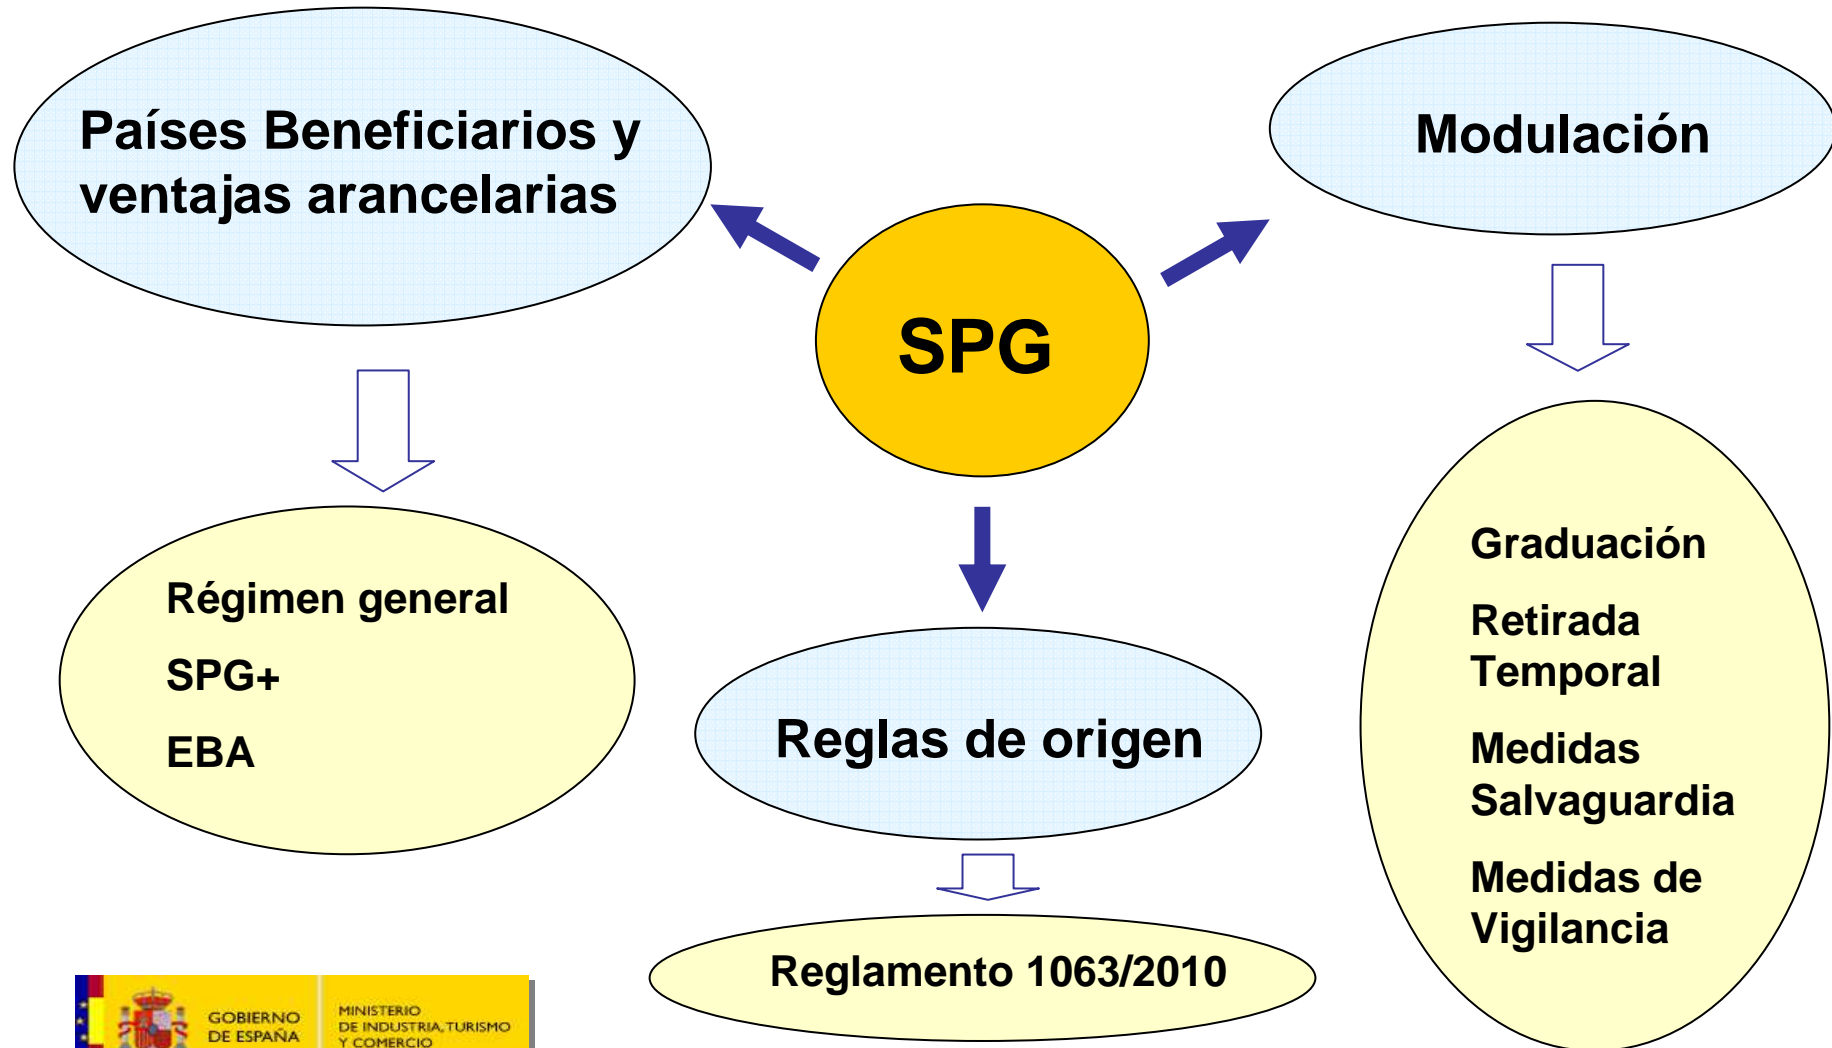 Países Beneficiarios y
ventajas arancelarias
Modulación
SPG
Régimen general
SPG+
EBA
Reglas de origen
Reglamento 1063/2010
Graduación
Retirada
Temporal
Medidas
Salvaguardia
Medidas de
Vigilancia
GOBIERNO
DE ESPAÑA
MINISTERIO
DE INDUSTRIA, TURISMO
Y COMERCIO